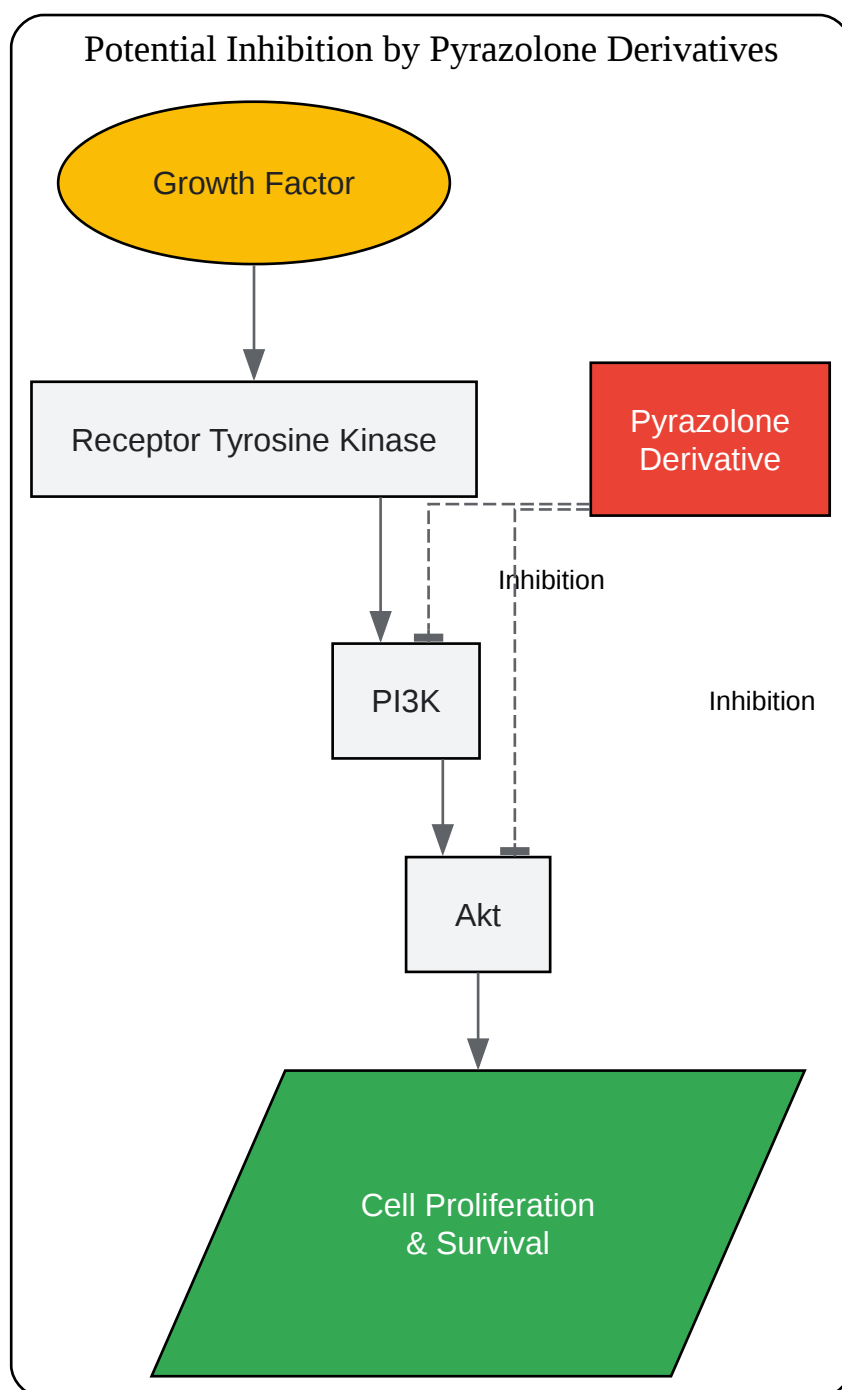 Potential Inhibition by Pyrazolone Derivatives
Growth Factor
Receptor Tyrosine Kinase
Pyrazolone
Derivative
Inhibition
PI3K
Inhibition
Akt
Cell Proliferation
& Survival